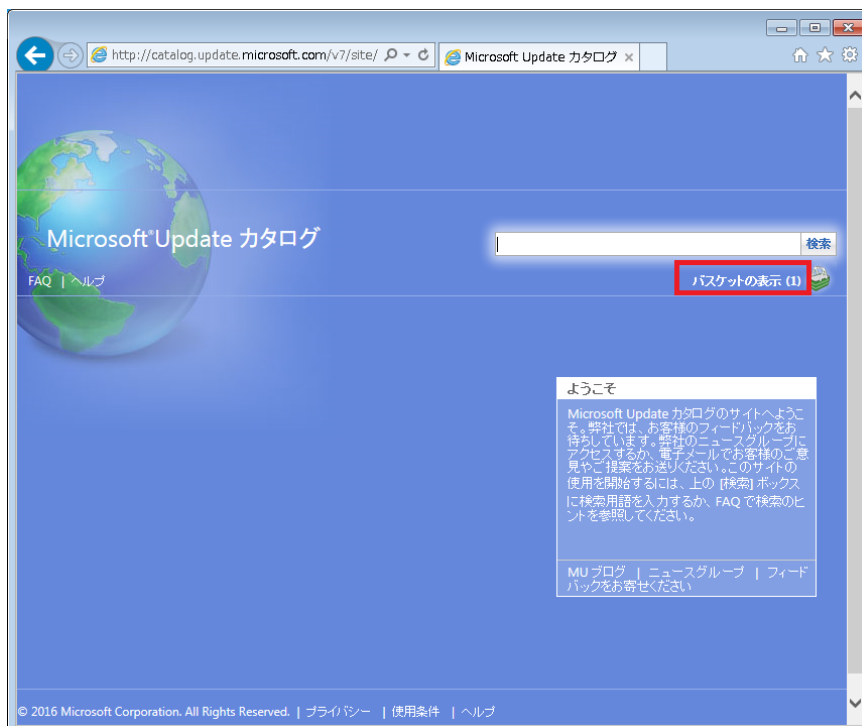 http://catalog.update.microsoft.com/v7/site/
Microsoft Update カタログ
Microsoft®Update カタログ
検索
FAQ | ヘルプ
バスケットの表示 (1)
ようこそ
Microsoft Update カタログのサイトへようこ
そ。弊社では、お客様のフィードバックをお
待ちしています。弊社のニュースグループに
アクセスするか、電子メールでお客様のご意
見やご提案をお送りください。このサイトの
使用を開始するには、上の [検索] ボックス
に検索用語を入力するか、FAQ で検索のヒ
ントを参照してください。
MU ブログ | ニュースグループ | フィード
バックをお寄せください
© 2016 Microsoft Corporation. All Rights Reserved. | プライバシー | 使用条件 | ヘルプ